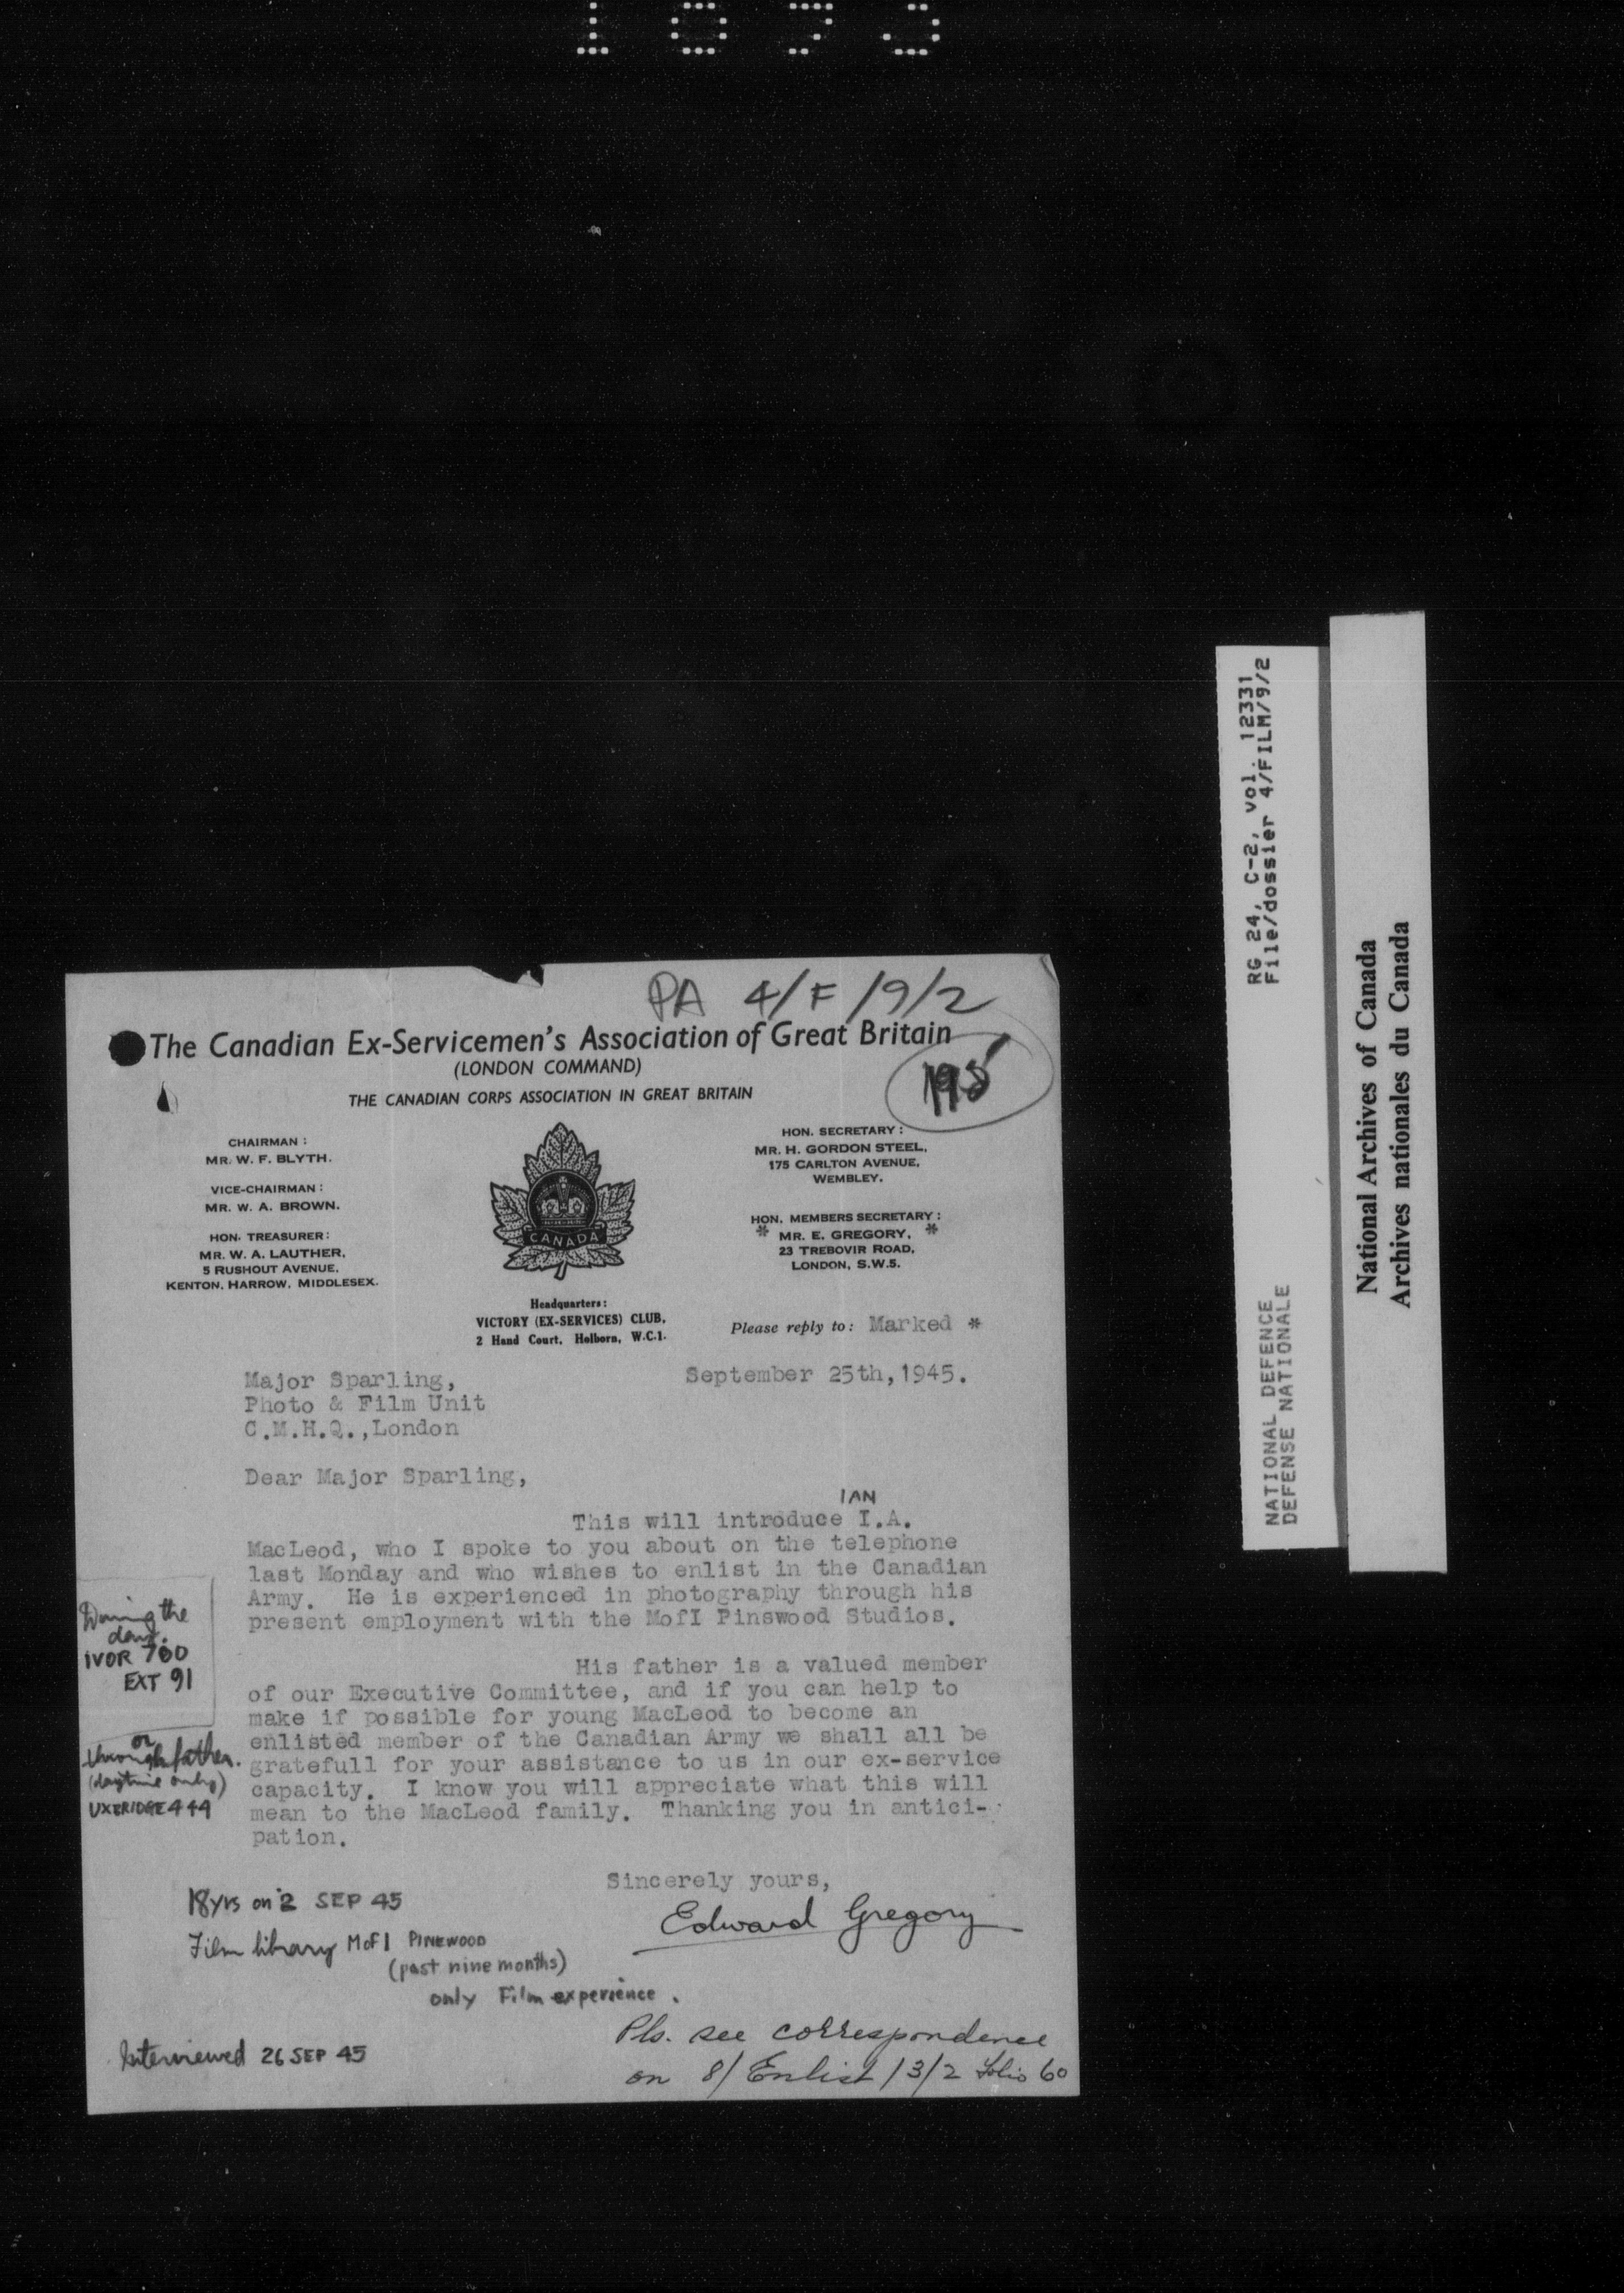 PA 4/F/9/2
The Canadian Ex-Servicemen's Association of Great Britain
(LONDON COMMAND)
195
THE CANADIAN CORPS ASSOCIATION IN GREAT BRITAIN
CHAIRMAN :
MR. W. F. BLYTH.
VICE-CHAIRMAN :
MR. W. A. BROWN.
HON. TREASURER:
MR. W. A. LAUTHER,
5 RUSHOUT AVENUE,
KENTON, HARROW, MIDDLESEX.
CANADA
Headquarters:
VICTORY (EX-SERVICES) CLUB,
2 Hand Court, Holborn, W.C.1.
HON. SECRETARY :
MR. H. GORDON STEEL,
175 CARLTON AVENUE,
WEMBLEY.
HON. MEMBERS SECRETARY :
* MR. E. GREGORY, *
23 TREBOVIR ROAD,
LONDON, S.W.5.
Please reply to: Marked *
September 25th,1945.
Major Sparling,
Photo & Film Unit
C.M.H.Q.,London
Dear Major Sparling,
IAN
This will introduce I.A.
MacLeod, who I spoke to you about on the telephone
last Monday and who wishes to enlist in the Canadian
Army. He is experienced in photography through his
present employment with the MofI Pinswood Studios.
His father is a valued member
of our Executive Committee, and if you can help to
make if possible for young MacLeod to become an
enlisted member of the Canadian Army we shall all be
gratefull for your assistance to us in our ex-service
capacity. I know you will appreciate what this will
mean to the MacLeod family. Thanking you in antici-
pation.
During the
day.
IVOR 700
EXT 91
or
through father.
(daytime only)
UXBRIDGE 444
Sincerely yours,
Edward Gregory
18yrs on 2 SEP 45
Film library MofI PINEWOOD
(past nine months)
only Film experience.
Interviewed 26 SEP 45
Pls. see correspondence
on 8/Enlist/3/2 folio 60
RG 24, C-2, vol. 12331
File/dossier 4/FILM/9/2
NATIONAL DEFENCE
DEFENSE NATIONALE
National Archives of Canada
Archives nationales du Canada